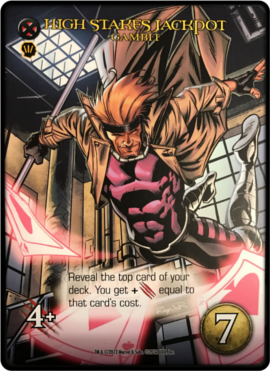 HIGH STAKES JACKPOT
GAMBIT
Reveal the top card of your
deck. You get + equal to
that card's cost.
4+
7